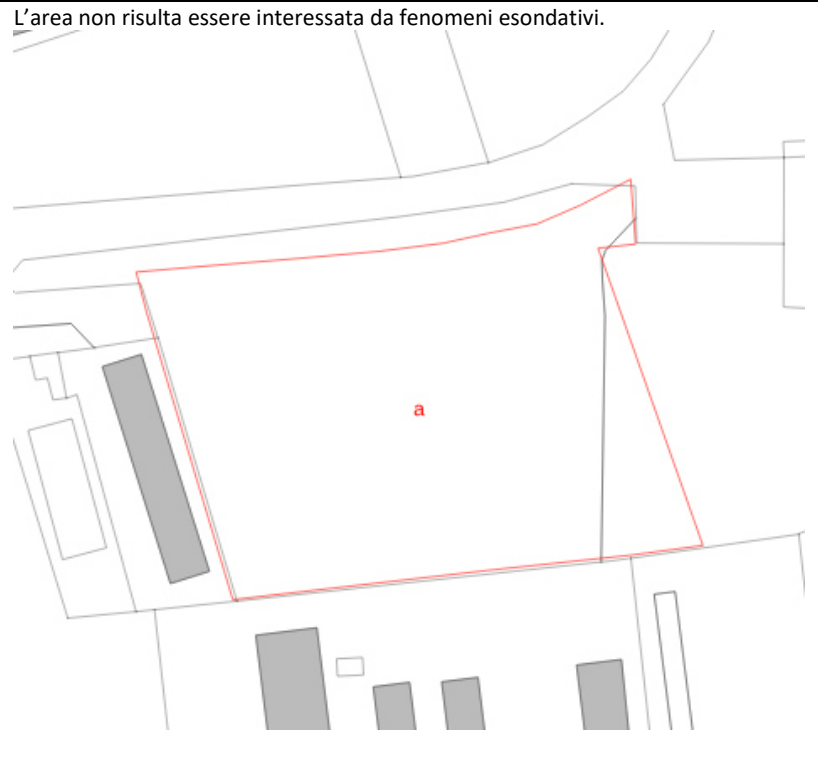 L’area non risulta essere interessata da fenomeni esondativi.
a